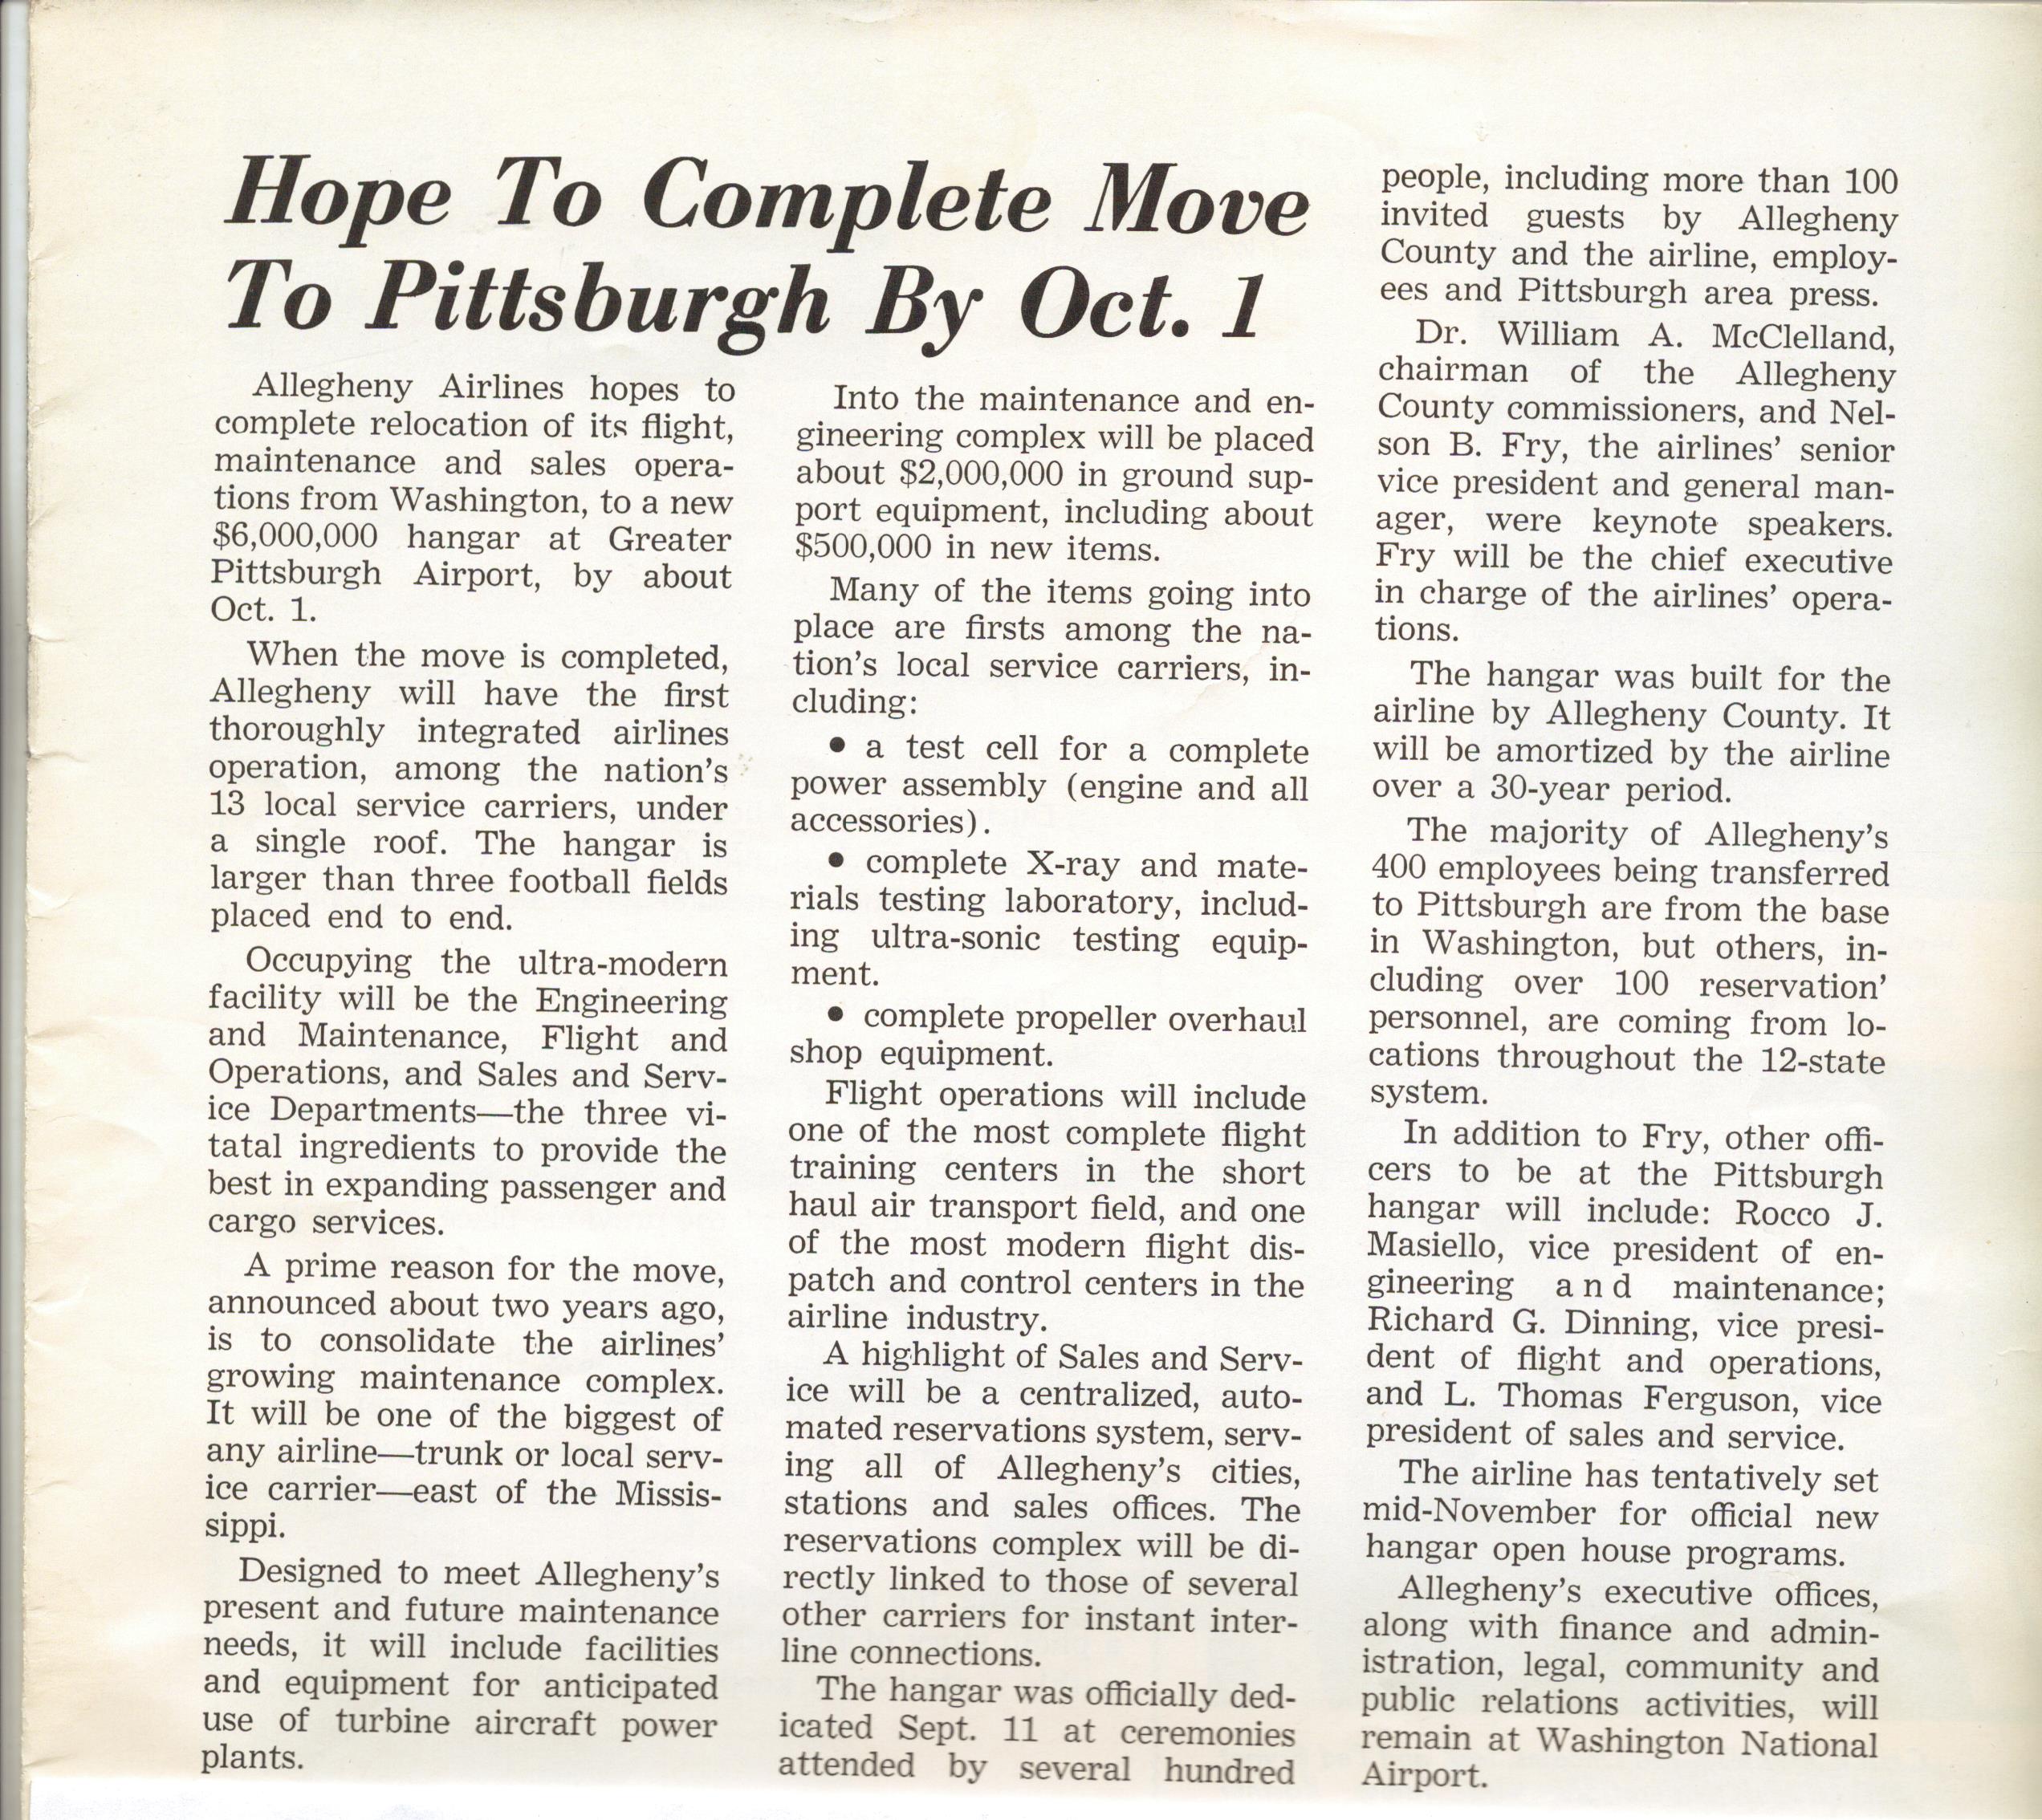 Hope To Complete Move
To Pittsburgh By Oct. 1
Allegheny Airlines hopes to
complete relocation of its flight,
maintenance and sales opera-
tions from Washington, to a new
$6,000,000 hangar at Greater
Pittsburgh Airport, by about
Oct. 1.
When the move is completed,
Allegheny will have the first
thoroughly integrated airlines
operation, among the nation's
13 local service carriers, under
a single roof. The hangar is
larger than three football fields
placed end to end.
Occupying the ultra-modern
facility will be the Engineering
and Maintenance, Flight and
Operations, and Sales and Serv-
ice Departments—the three vi-
tatal ingredients to provide the
best in expanding passenger and
cargo services.
A prime reason for the move,
announced about two years ago,
is to consolidate the airlines'
growing maintenance complex.
It will be one of the biggest of
any airline—trunk or local serv-
ice carrier—east of the Missis-
sippi.
Designed to meet Allegheny's
present and future maintenance
needs, it will include facilities
and equipment for anticipated
use of turbine aircraft power
plants.
Into the maintenance and en-
gineering complex will be placed
about $2,000,000 in ground sup-
port equipment, including about
$500,000 in new items.
Many of the items going into
place are firsts among the na-
tion's local service carriers, in-
cluding:
• a test cell for a complete
power assembly (engine and all
accessories).
• complete X-ray and mate-
rials testing laboratory, includ-
ing ultra-sonic testing equip-
ment.
• complete propeller overhaul
shop equipment.
Flight operations will include
one of the most complete flight
training centers in the short
haul air transport field, and one
of the most modern flight dis-
patch and control centers in the
airline industry.
A highlight of Sales and Serv-
ice will be a centralized, auto-
mated reservations system, serv-
ing all of Allegheny's cities,
stations and sales offices. The
reservations complex will be di-
rectly linked to those of several
other carriers for instant inter-
line connections.
The hangar was officially ded-
icated Sept. 11 at ceremonies
attended by several hundred
people, including more than 100
invited guests by Allegheny
County and the airline, employ-
ees and Pittsburgh area press.
Dr. William A. McClelland,
chairman of the Allegheny
County commissioners, and Nel-
son B. Fry, the airlines' senior
vice president and general man-
ager, were keynote speakers.
Fry will be the chief executive
in charge of the airlines' opera-
tions.
The hangar was built for the
airline by Allegheny County. It
will be amortized by the airline
over a 30-year period.
The majority of Allegheny's
400 employees being transferred
to Pittsburgh are from the base
in Washington, but others, in-
cluding over 100 reservation'
personnel, are coming from lo-
cations throughout the 12-state
system.
In addition to Fry, other offi-
cers to be at the Pittsburgh
hangar will include: Rocco J.
Masiello, vice president of en-
gineering and maintenance;
Richard G. Dinning, vice presi-
dent of flight and operations,
and L. Thomas Ferguson, vice
president of sales and service.
The airline has tentatively set
mid-November for official new
hangar open house programs.
Allegheny's executive offices,
along with finance and admin-
istration, legal, community and
public relations activities, will
remain at Washington National
Airport.